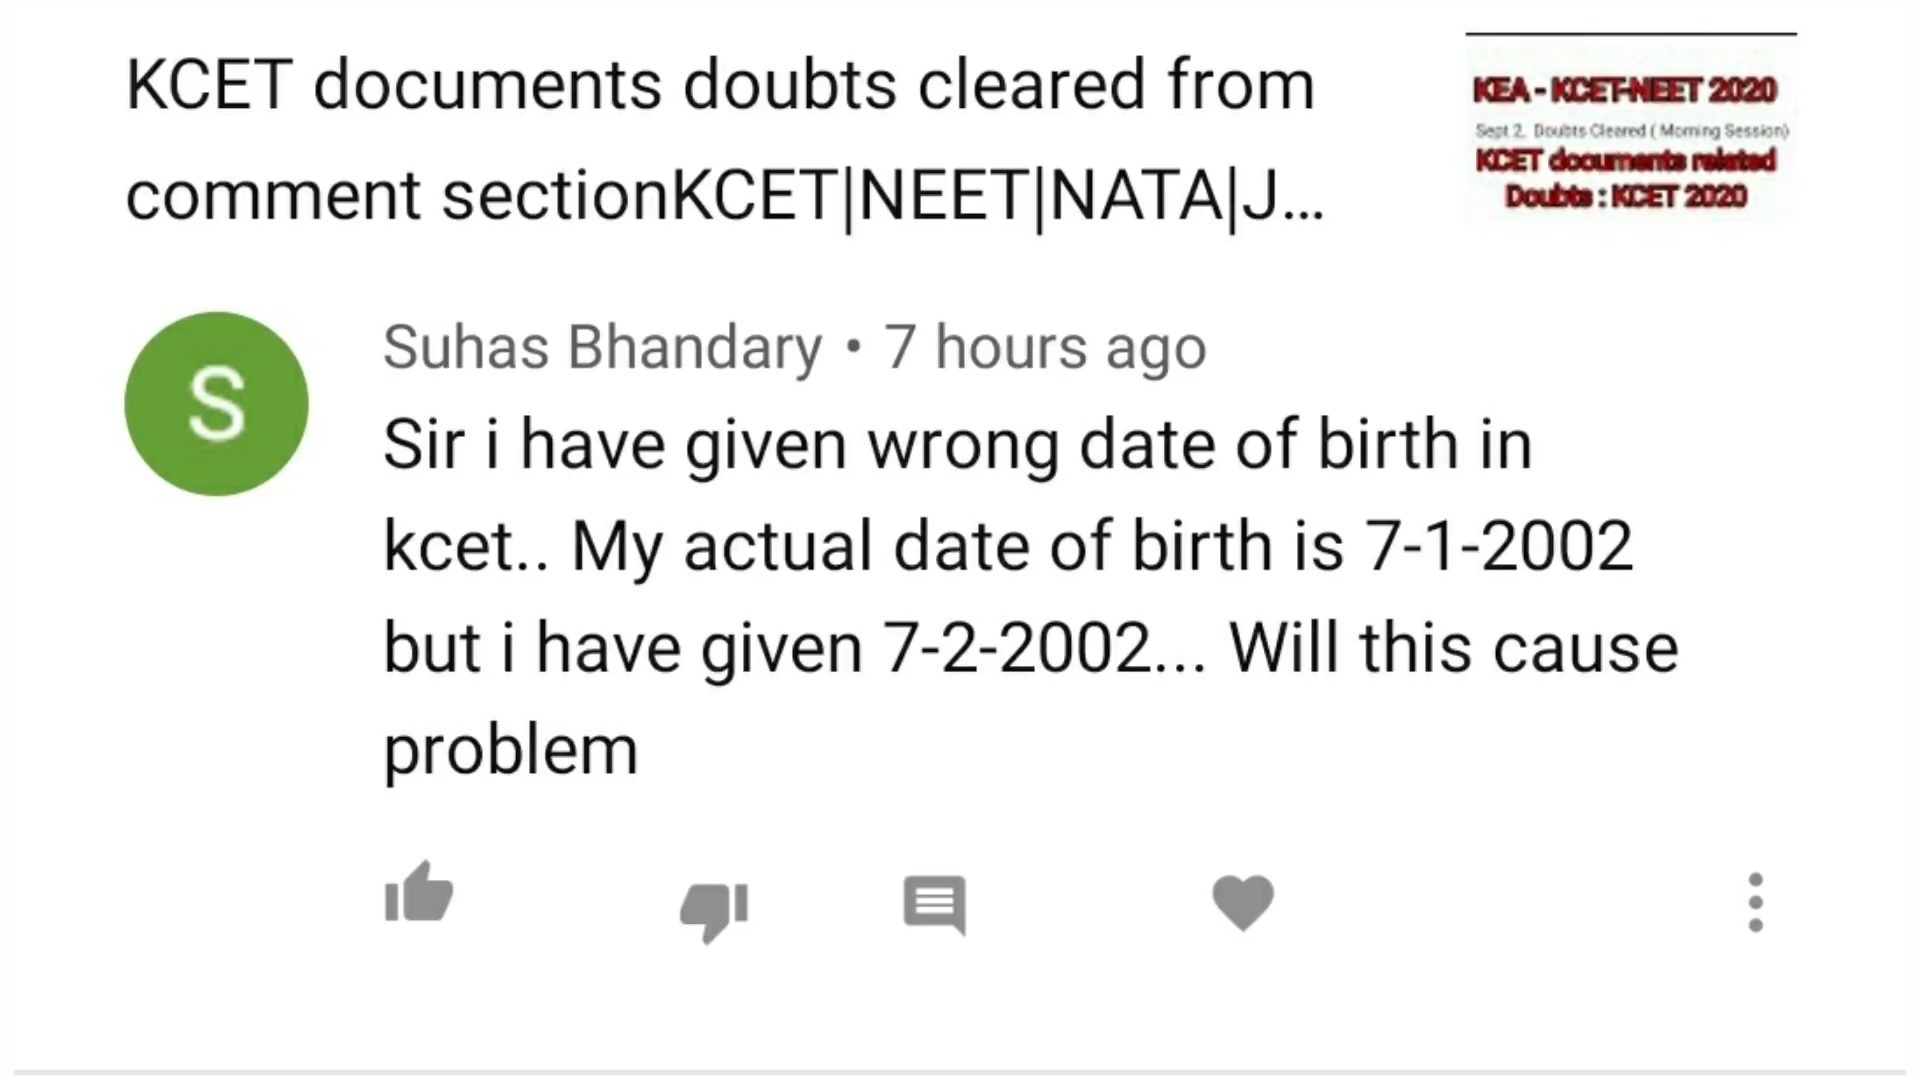 KCET documents doubts cleared from
comment sectionKCET|NEET|NATA|J...
KEA - KCET-NEET 2020
Sept 2, Doubts Cleared ( Morning Session)
KCET documents related
Doubts : KCET 2020
S
Suhas Bhandary • 7 hours ago
Sir i have given wrong date of birth in
kcet.. My actual date of birth is 7-1-2002
but i have given 7-2-2002... Will this cause
problem